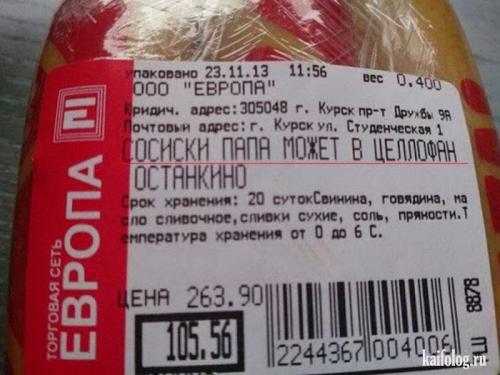 упаковано 23.11.13 11:56 вес 0.400
ООО "ЕВРОПА"
Юридич. адрес:305048 г. Курск пр-т Дружбы 9А
Почтовый адрес:г. Курск ул. Студенческая 1
СОСИСКИ ПАПА МОЖЕТ В ЦЕЛЛОФАН
ОСТАНКИНО
Срок хранения: 20 сутокСвинина, говядина, ма
сло сливочное,сливки сухие, соль, пряности.Т
емпература хранения от 0 до 6 С.
ЦЕНА 263.90
105.56
2244367004006
Ш 8878
ТОРГОВАЯ СЕТЬ
ЕВРОПА
kaifolog.ru